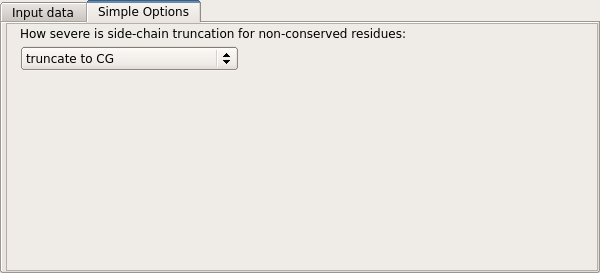 Input data
Simple Options
How severe is side-chain truncation for non-conserved residues:
truncate to CG